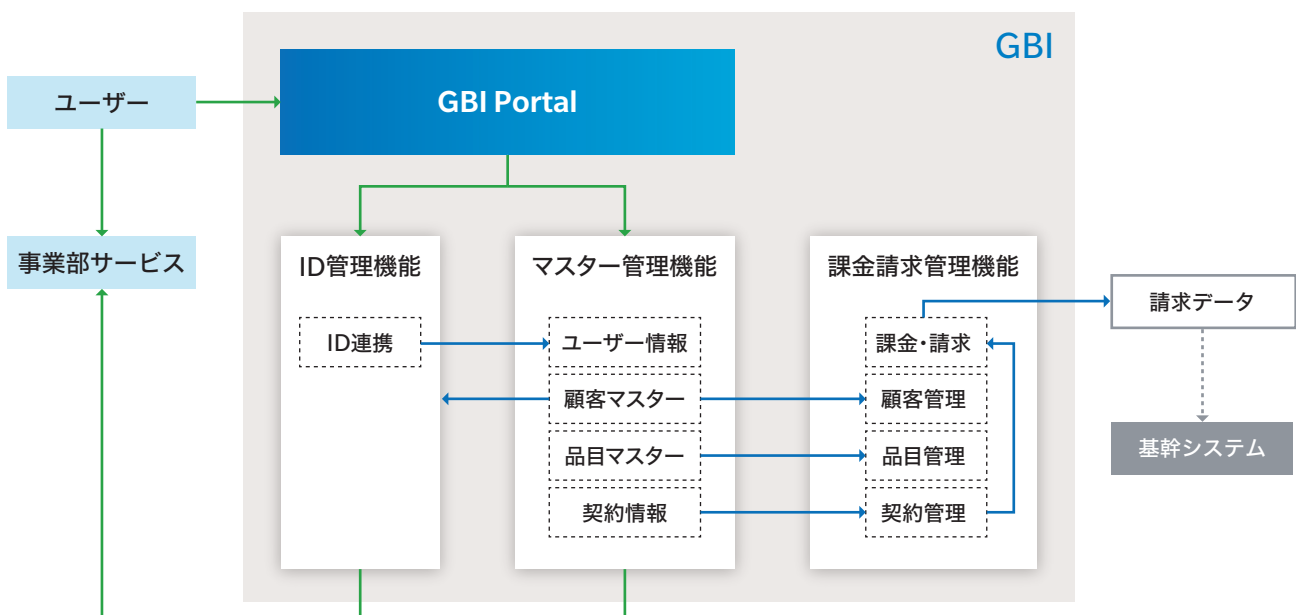 GBI
ユーザー
GBI Portal
事業部サービス
ID管理機能
マスター管理機能
課金請求管理機能
請求データ
ID連携
ユーザー情報
課金・請求
顧客マスター
顧客管理
品目マスター
品目管理
基幹システム
契約情報
契約管理